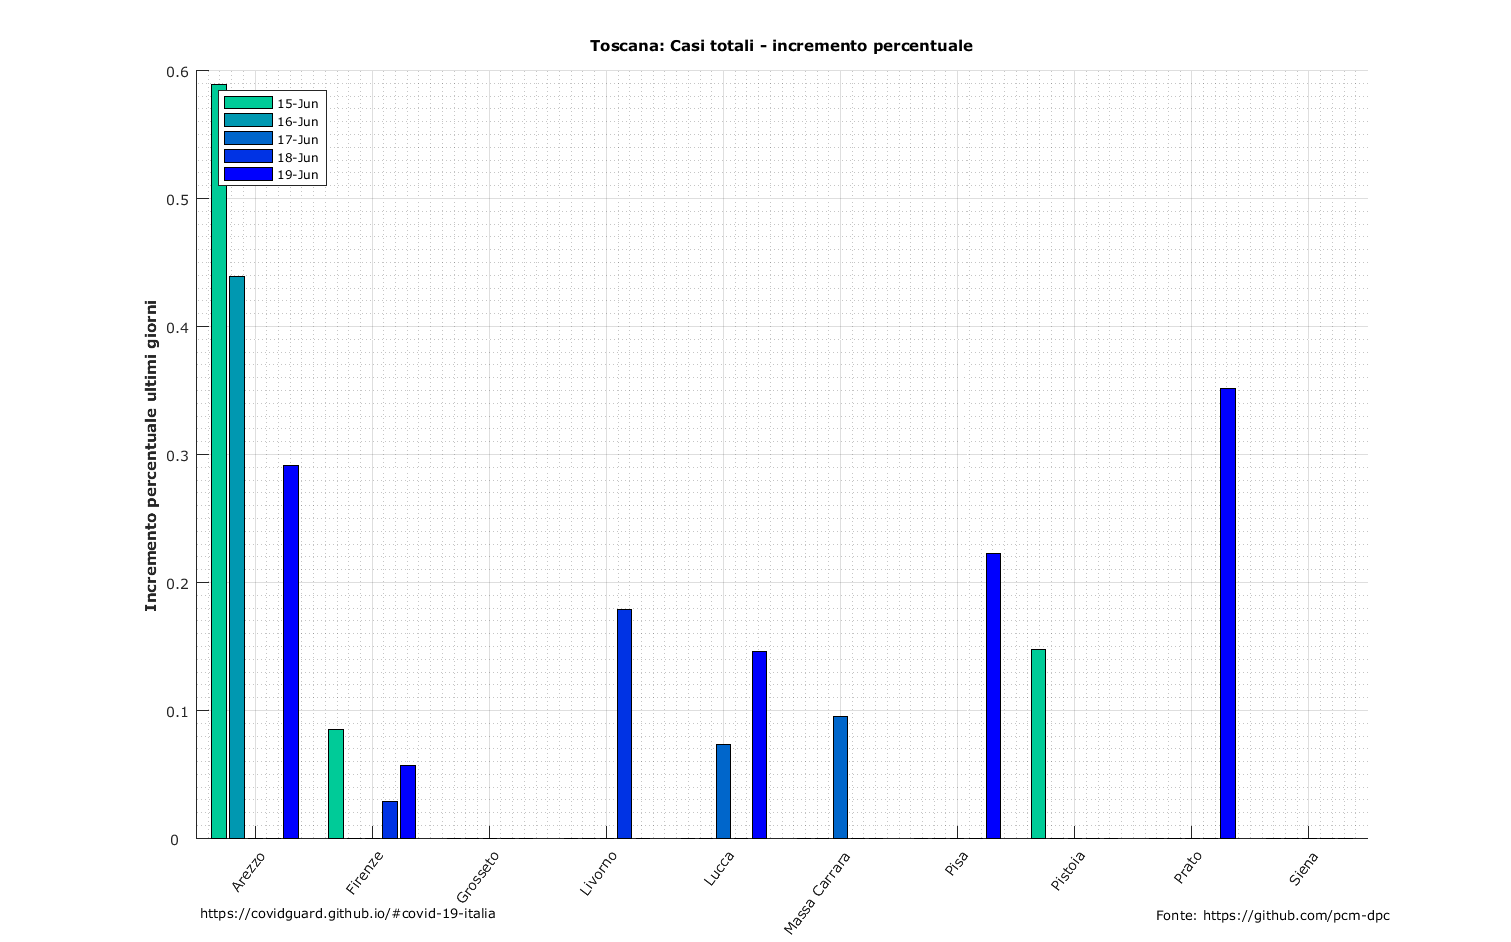 Toscana: Casi totali - incremento percentuale
Incremento percentuale ultimi giorni
0.6
0.5
0.4
0.3
0.2
0.1
0
15-Jun
16-Jun
17-Jun
18-Jun
19-Jun
Arezzo
Firenze
Grosseto
Livorno
Lucca
Massa Carrara
Pisa
Pistoia
Prato
Siena
https://covidguard.github.io/#covid-19-italia
Fonte: https://github.com/pcm-dpc